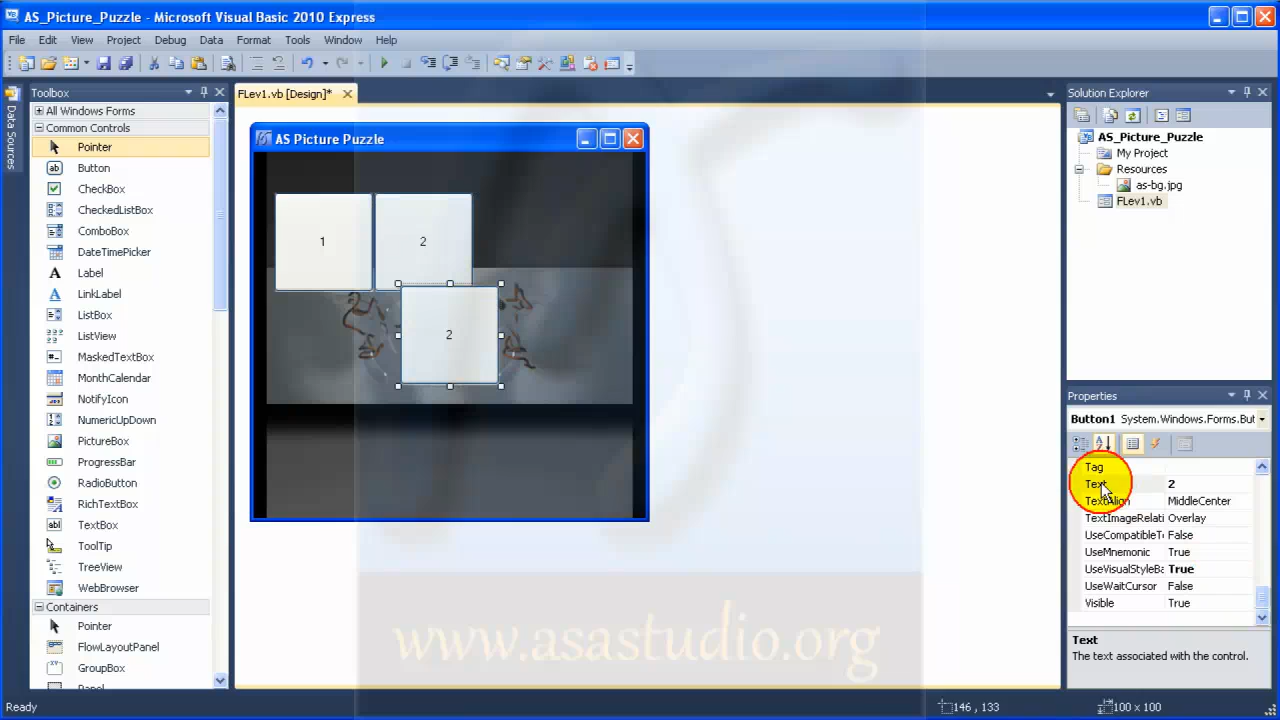 AS_Picture_Puzzle - Microsoft Visual Basic 2010 Express
File Edit View Project Debug Data Format Tools Window Help
Data Sources
Toolbox
All Windows Forms
Common Controls
Pointer
Button
CheckBox
CheckedListBox
ComboBox
DateTimePicker
Label
LinkLabel
ListBox
ListView
MaskedTextBox
MonthCalendar
NotifyIcon
NumericUpDown
PictureBox
ProgressBar
RadioButton
RichTextBox
TextBox
ToolTip
TreeView
WebBrowser
Containers
Pointer
FlowLayoutPanel
GroupBox
Panel
FLev1.vb [Design]*
AS Picture Puzzle
1 2
2
www.asastudio.org
Solution Explorer
AS_Picture_Puzzle
My Project
Resources
as-bg.jpg
FLev1.vb
Properties
Button1 System.Windows.Forms.But
Tag
Text 2
TextAlign MiddleCenter
TextImageRelati Overlay
UseCompatibleTe False
UseMnemonic True
UseVisualStyleBa True
UseWaitCursor False
Visible True
Text
The text associated with the control.
Ready 146 , 133 100 x 100